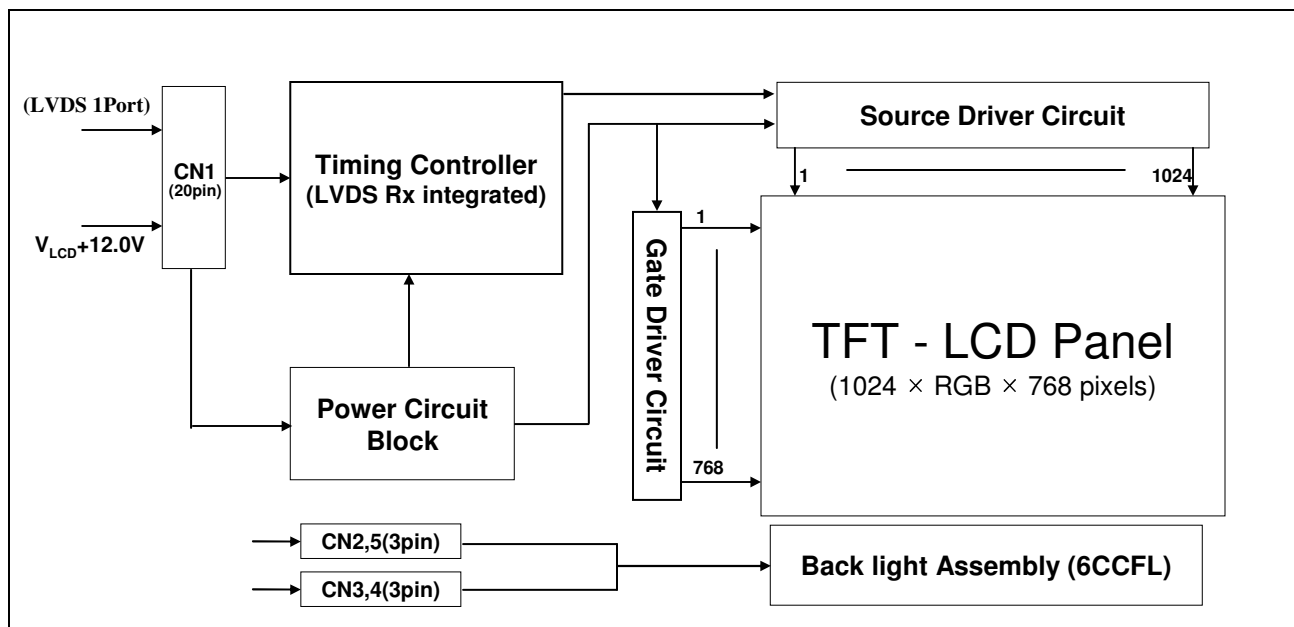 (LVDS 1Port)
CN1
(20pin)
V_LCD+12.0V
Timing Controller
(LVDS Rx integrated)
Power Circuit
Block
Source Driver Circuit
1
1024
Gate Driver Circuit
1
768
TFT - LCD Panel
(1024 × RGB × 768 pixels)
CN2,5(3pin)
CN3,4(3pin)
Back light Assembly (6CCFL)